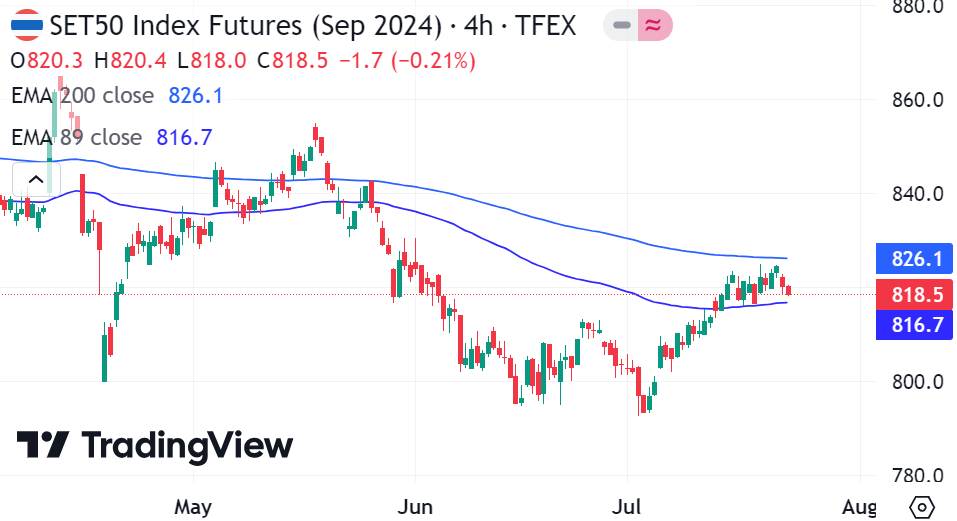 SET50 Index Futures (Sep 2024) · 4h · TFEX
O820.3 H820.4 L818.0 C818.5 −1.7 (−0.21%)
EMA 200 close 826.1
EMA 89 close 816.7
880.0
860.0
840.0
826.1
818.5
816.7
800.0
780.0
TradingView
May Jun Jul Aug